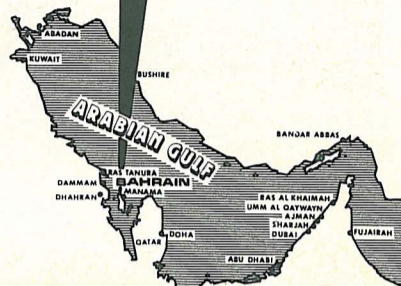 ABADAN
KUWAIT
BUSHIRE
ARABIAN GULF
BANDAR ABBAS
RAS TANURA
BAHRAIN
DAMMAM
MANAMA
DHAHRAN
RAS AL KHAIMAH
UMM AL QAYWAYN
AJMAN
SHARJAH
DUBAI
FUJAIRAH
QATAR
DOHA
ABU DHABI